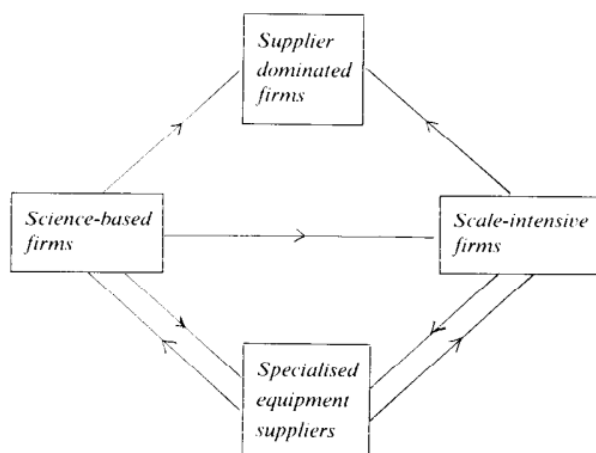 Supplier
dominated
firms
Science-based
firms
Scale-intensive
firms
Specialised
equipment
suppliers